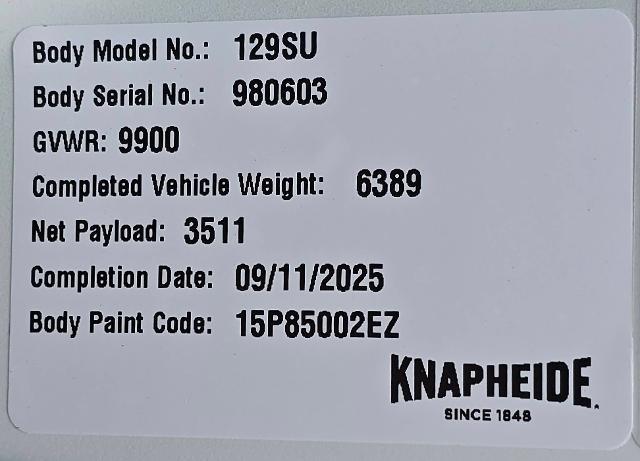 Body Model No.: 129SU
Body Serial No.: 980603
GVWR: 9900
Completed Vehicle Weight: 6389
Net Payload: 3511
Completion Date: 09/11/2025
Body Paint Code: 15P85002EZ
KNAPHEIDE.
SINCE 1848